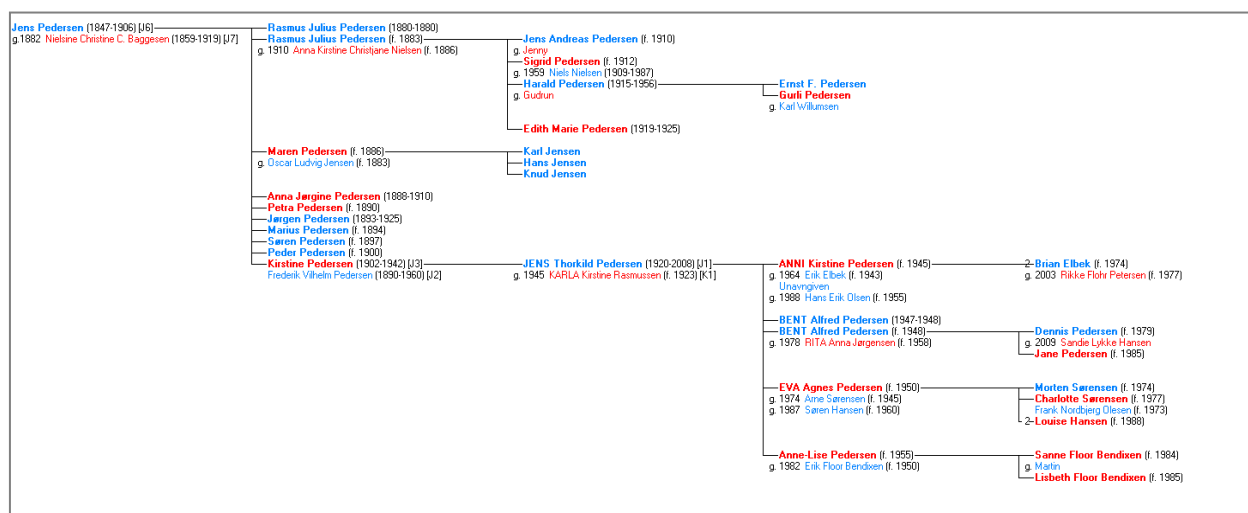 Jens Pedersen (1847-1906) [J6]
g.1882 Nielsine Christine C. Baggesen (1859-1919) [J7]
Rasmus Julius Pedersen (1880-1880)
Rasmus Julius Pedersen (f. 1883)
g. 1910 Anna Kirstine Christjane Nielsen (f. 1886)
Jens Andreas Pedersen (f. 1910)
g. Jenny
Sigrid Pedersen (f. 1912)
g. 1959 Niels Nielsen (1909-1987)
Harald Pedersen (1915-1956)
g. Gudrun
Ernst F. Pedersen
Gurli Pedersen
g. Karl Willumsen
Edith Marie Pedersen (1919-1925)
Maren Pedersen (f. 1886)
g. Oscar Ludvig Jensen (f. 1883)
Karl Jensen
Hans Jensen
Knud Jensen
Anna Jørgine Pedersen (1888-1910)
Petra Pedersen (f. 1890)
Jørgen Pedersen (1893-1925)
Marius Pedersen (f. 1894)
Søren Pedersen (f. 1897)
Peder Pedersen (f. 1900)
Kirstine Pedersen (1902-1942) [J3]
Frederik Vilhelm Pedersen (1890-1960) [J2]
JENS Thorkild Pedersen (1920-2008) [J1]
g. 1945 KARLA Kirstine Rasmussen (f. 1923) [K1]
ANNI Kirstine Pedersen (f. 1945)
g. 1964 Erik Elbek (f. 1943)
Unavngiven
g. 1988 Hans Erik Olsen (f. 1955)
2 Brian Elbek (f. 1974)
g. 2003 Rikke Flohr Petersen (f. 1977)
BENT Alfred Pedersen (1947-1948)
BENT Alfred Pedersen (f. 1948)
g. 1978 RITA Anna Jørgensen (f. 1958)
Dennis Pedersen (f. 1979)
g. 2009 Sandie Lykke Hansen
Jane Pedersen (f. 1985)
EVA Agnes Pedersen (f. 1950)
g. 1974 Arne Sørensen (f. 1945)
g. 1987 Søren Hansen (f. 1960)
Morten Sørensen (f. 1974)
Charlotte Sørensen (f. 1977)
Frank Nordbjerg Olesen (f. 1973)
2 Louise Hansen (f. 1988)
Anne-Lise Pedersen (f. 1955)
g. 1982 Erik Floor Bendixen (f. 1950)
Sanne Floor Bendixen (f. 1984)
g. Martin
Lisbeth Floor Bendixen (f. 1985)